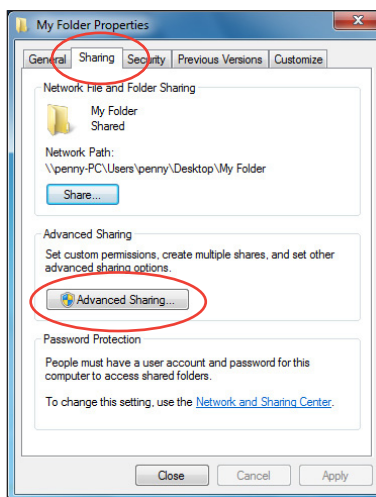 My Folder Properties
General Sharing Security Previous Versions Customize
Network File and Folder Sharing
My Folder
Shared
Network Path:
\\penny-PC\Users\penny\Desktop\My Folder
Share...
Advanced Sharing
Set custom permissions, create multiple shares, and set other
advanced sharing options.
Advanced Sharing...
Password Protection
People must have a user account and password for this
computer to access shared folders.
To change this setting, use the Network and Sharing Center.
Close Cancel Apply